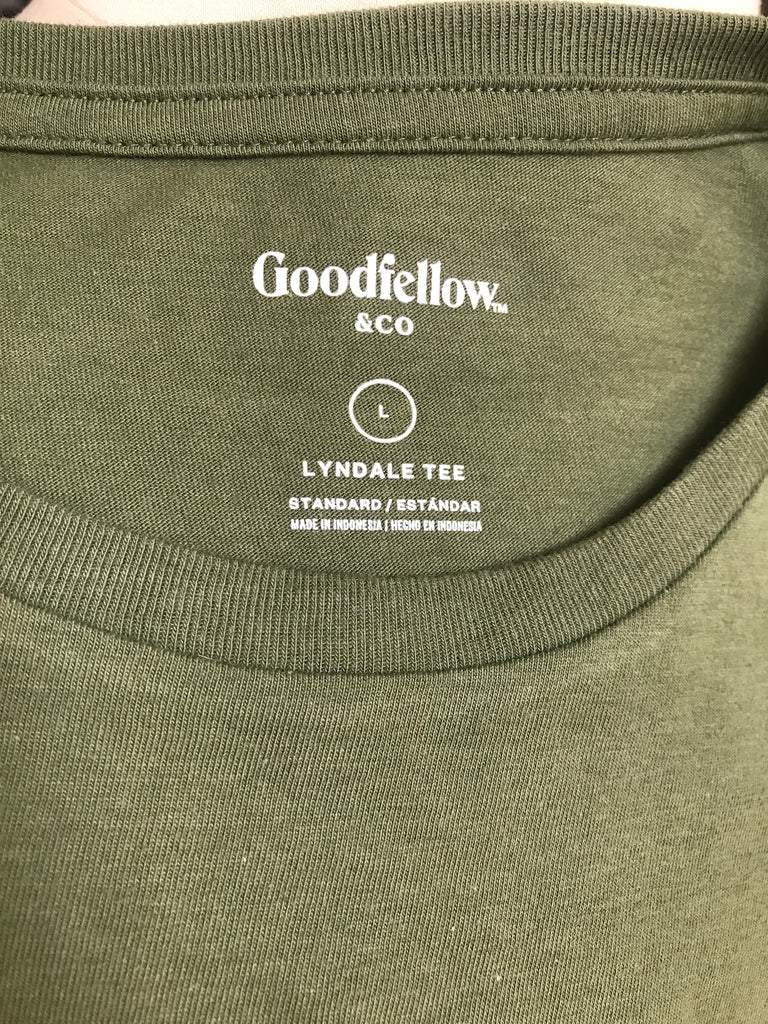 Goodfellow™
&CO
L
LYNDALE TEE
STANDARD / ESTÁNDAR
MADE IN INDONESIA | HECHO EN INDONESIA